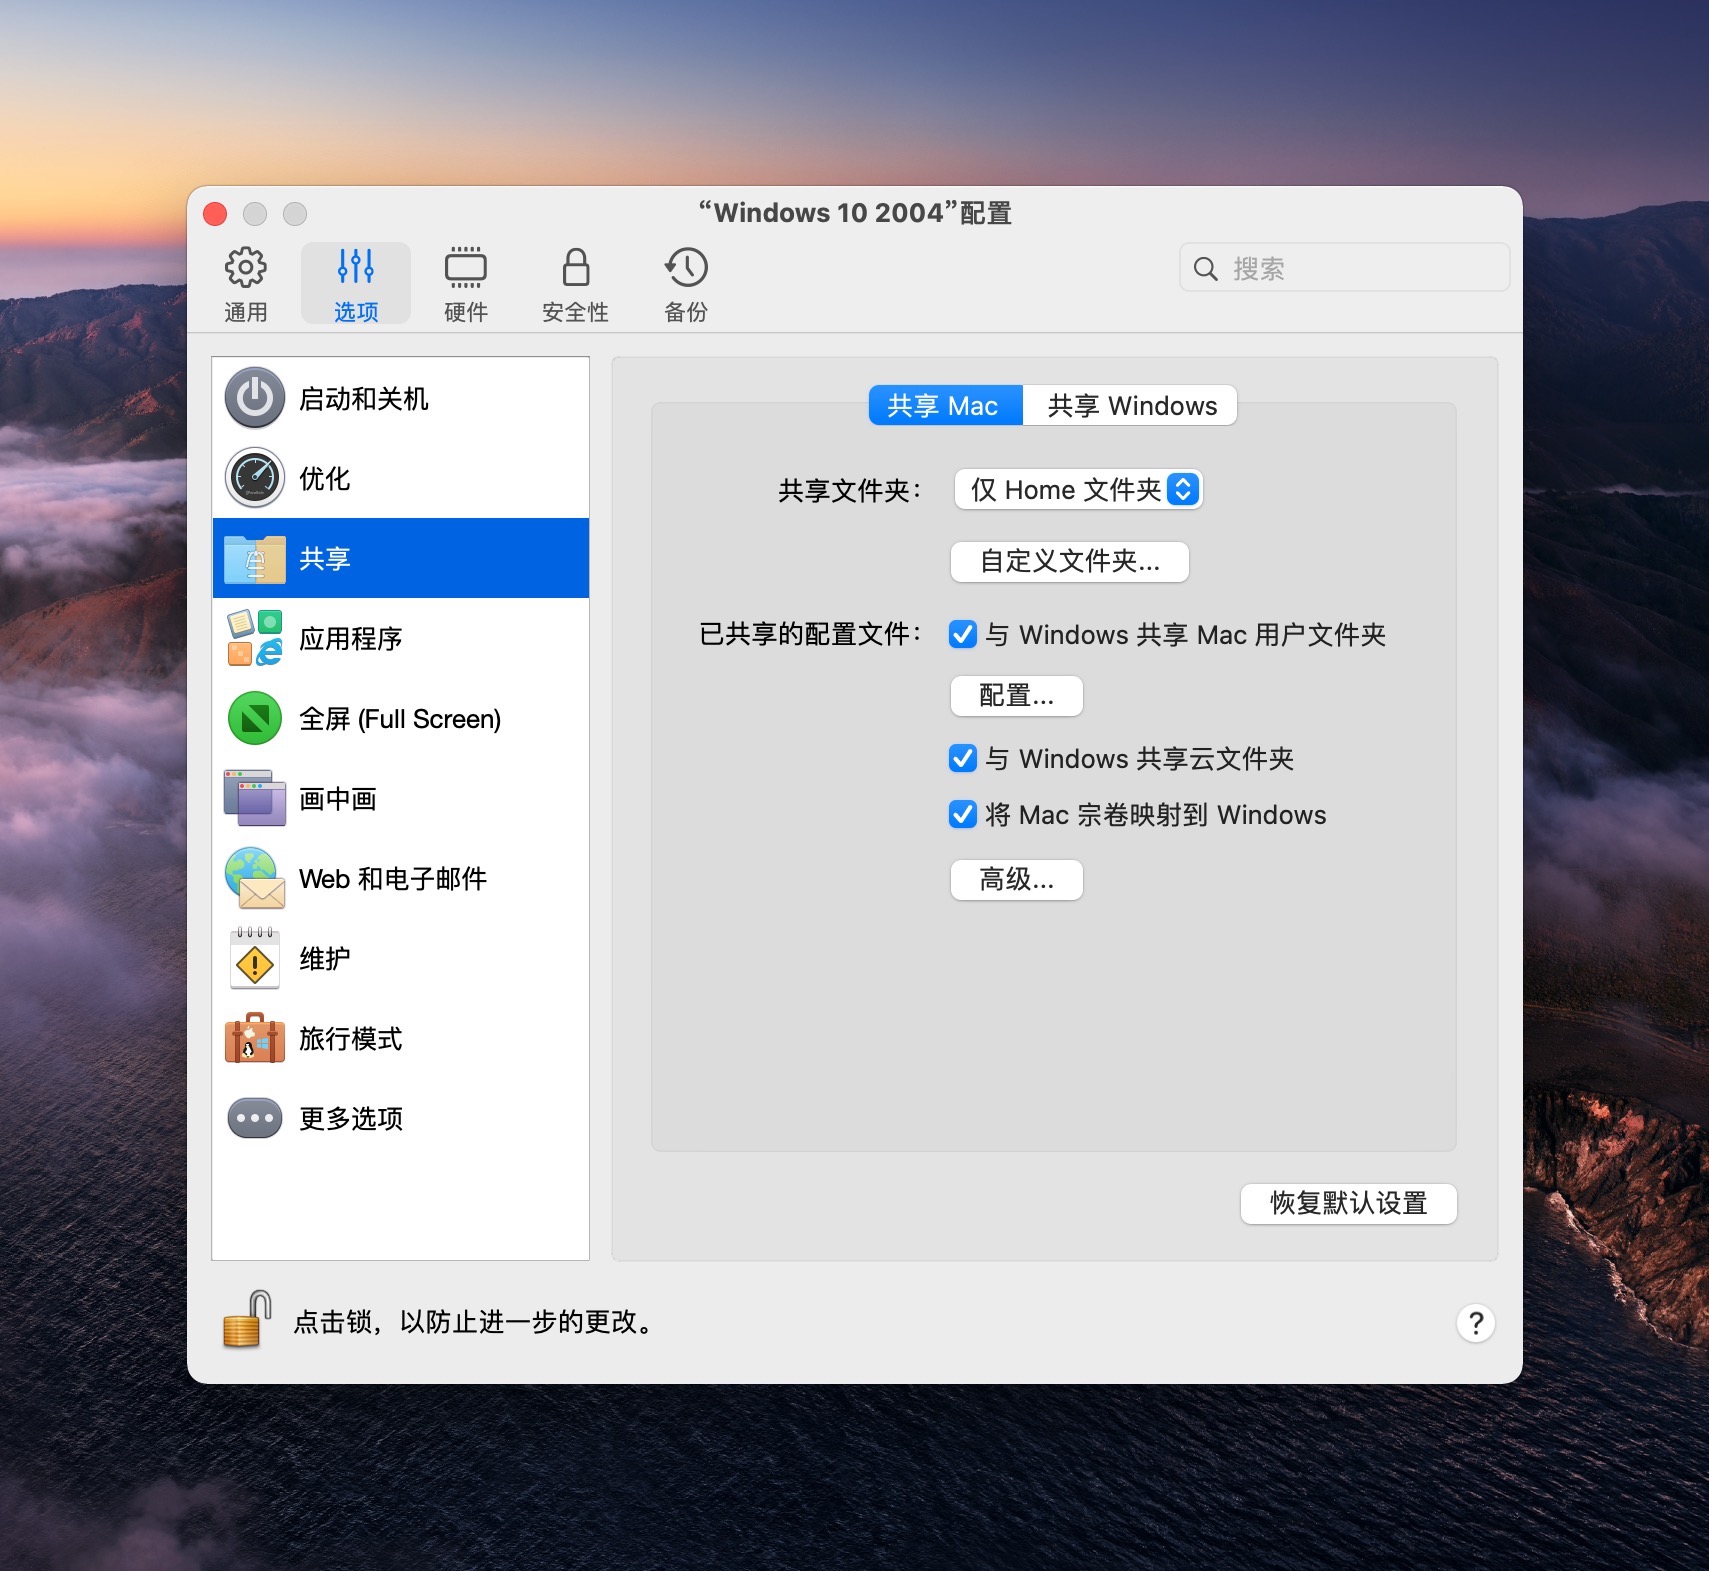 “Windows 10 2004”配置
通用
选项
硬件
安全性
备份
搜索
启动和关机
优化
共享
应用程序
全屏 (Full Screen)
画中画
Web 和电子邮件
维护
旅行模式
更多选项
共享 Mac
共享 Windows
共享文件夹：
仅 Home 文件夹
自定义文件夹...
已共享的配置文件：
与 Windows 共享 Mac 用户文件夹
配置...
与 Windows 共享云文件夹
将 Mac 宗卷映射到 Windows
高级...
恢复默认设置
点击锁，以防止进一步的更改。
?